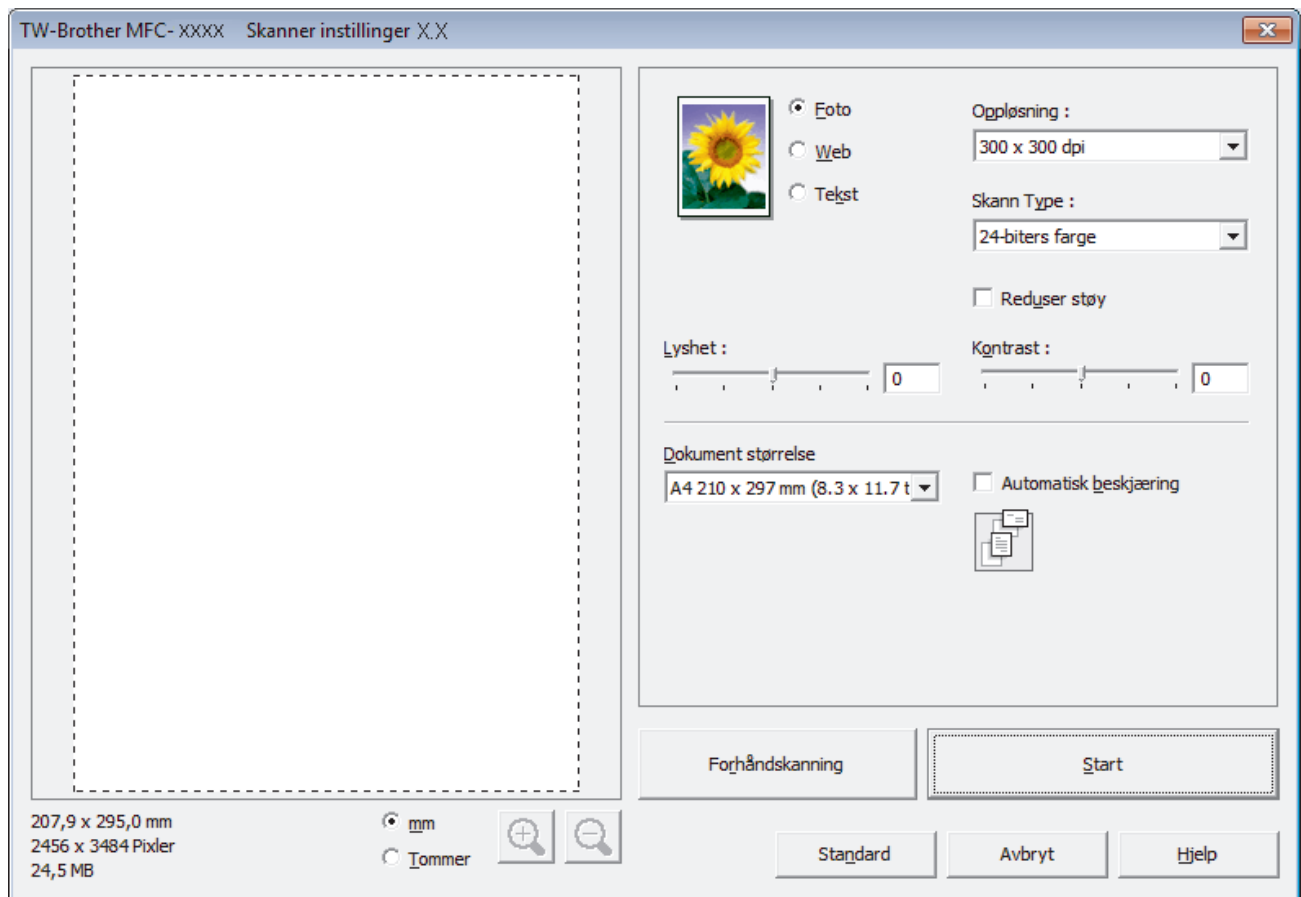 TW-Brother MFC- XXXX Skanner instillinger X.X
Foto
Web
Tekst
Oppløsning :
300 x 300 dpi
Skann Type :
24-biters farge
Reduser støy
Lyshet :
0
Kontrast :
0
Dokument størrelse
A4 210 x 297 mm (8.3 x 11.7 t
Automatisk beskjæring
Forhåndskanning
Start
207,9 x 295,0 mm
2456 x 3484 Pixler
24,5 MB
mm
Tommer
Standard
Avbryt
Hjelp